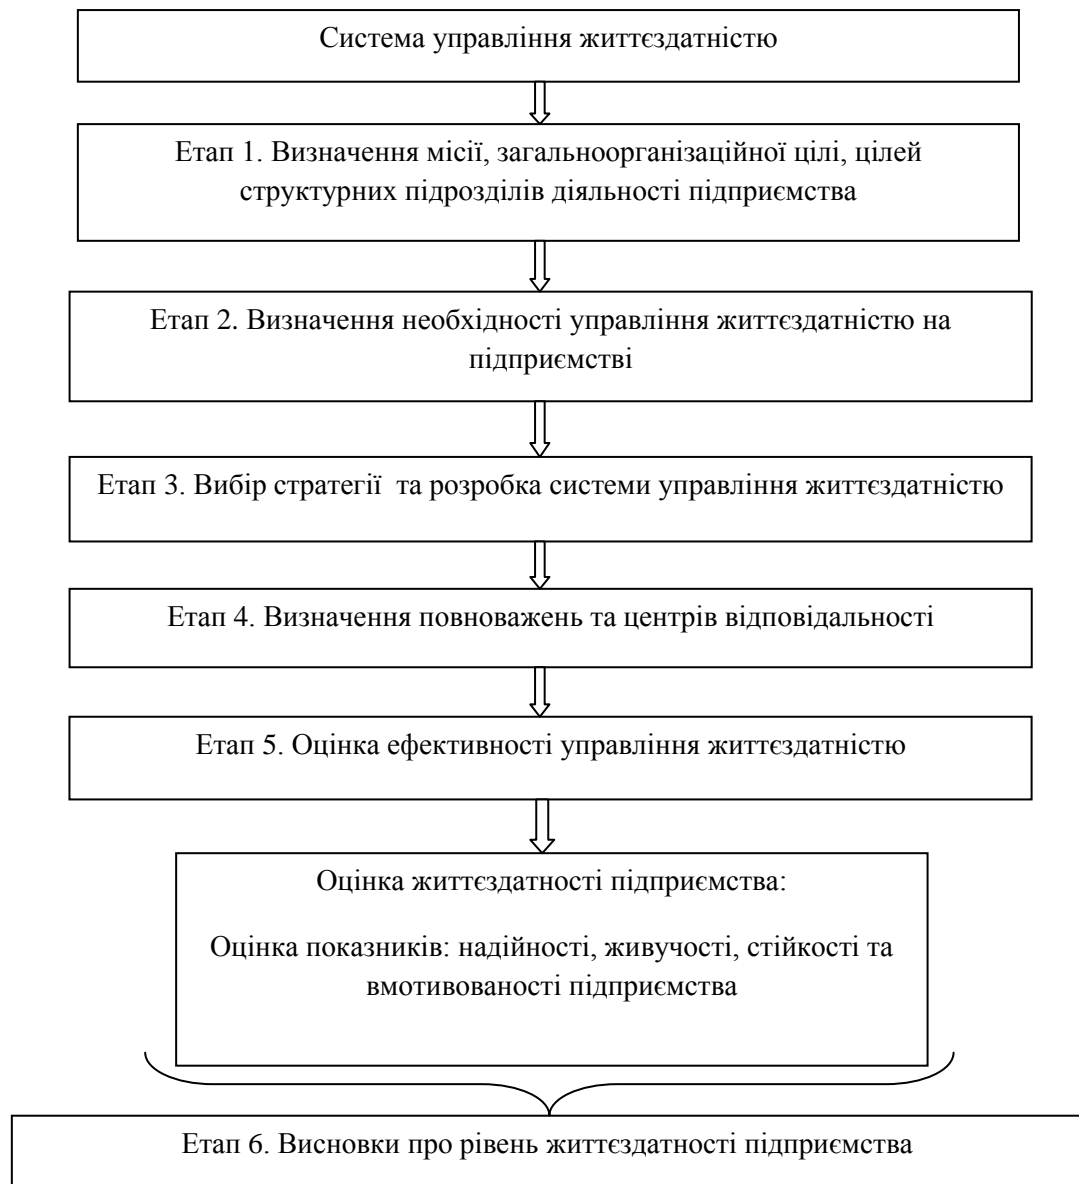 Система управління життєздатністю
Етап 1. Визначення місії, загальноорганізаційної цілі, цілей
структурних підрозділів діяльності підприємства
Етап 2. Визначення необхідності управління життєздатністю на
підприємстві
Етап 3. Вибір стратегії та розробка системи управління життєздатністю
Етап 4. Визначення повноважень та центрів відповідальності
Етап 5. Оцінка ефективності управління життєздатністю
Оцінка життєздатності підприємства:
Оцінка показників: надійності, живучості, стійкості та
вмотивованості підприємства
Етап 6. Висновки про рівень життєздатності підприємства